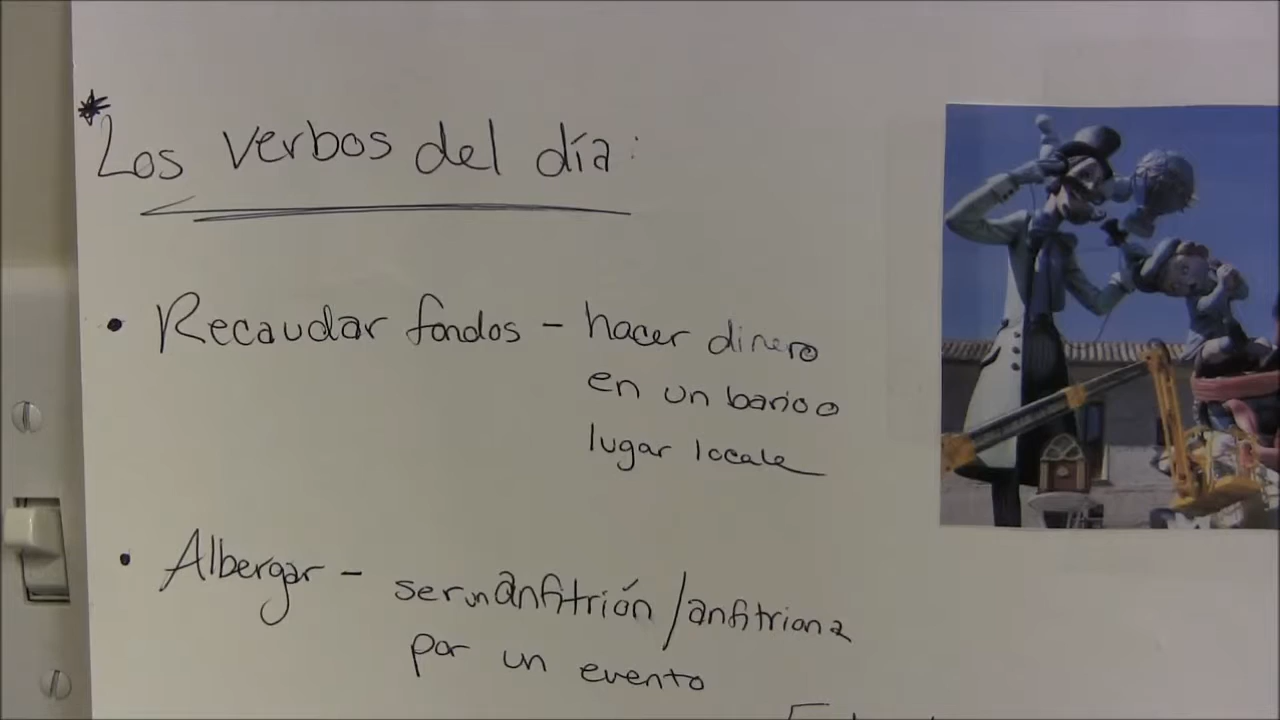 *Los verbos del día:
• Recaudar fondos - hacer dinero
en un barrio o
lugar locale
• Albergar - ser un anfitrión/anfitriona
por un evento